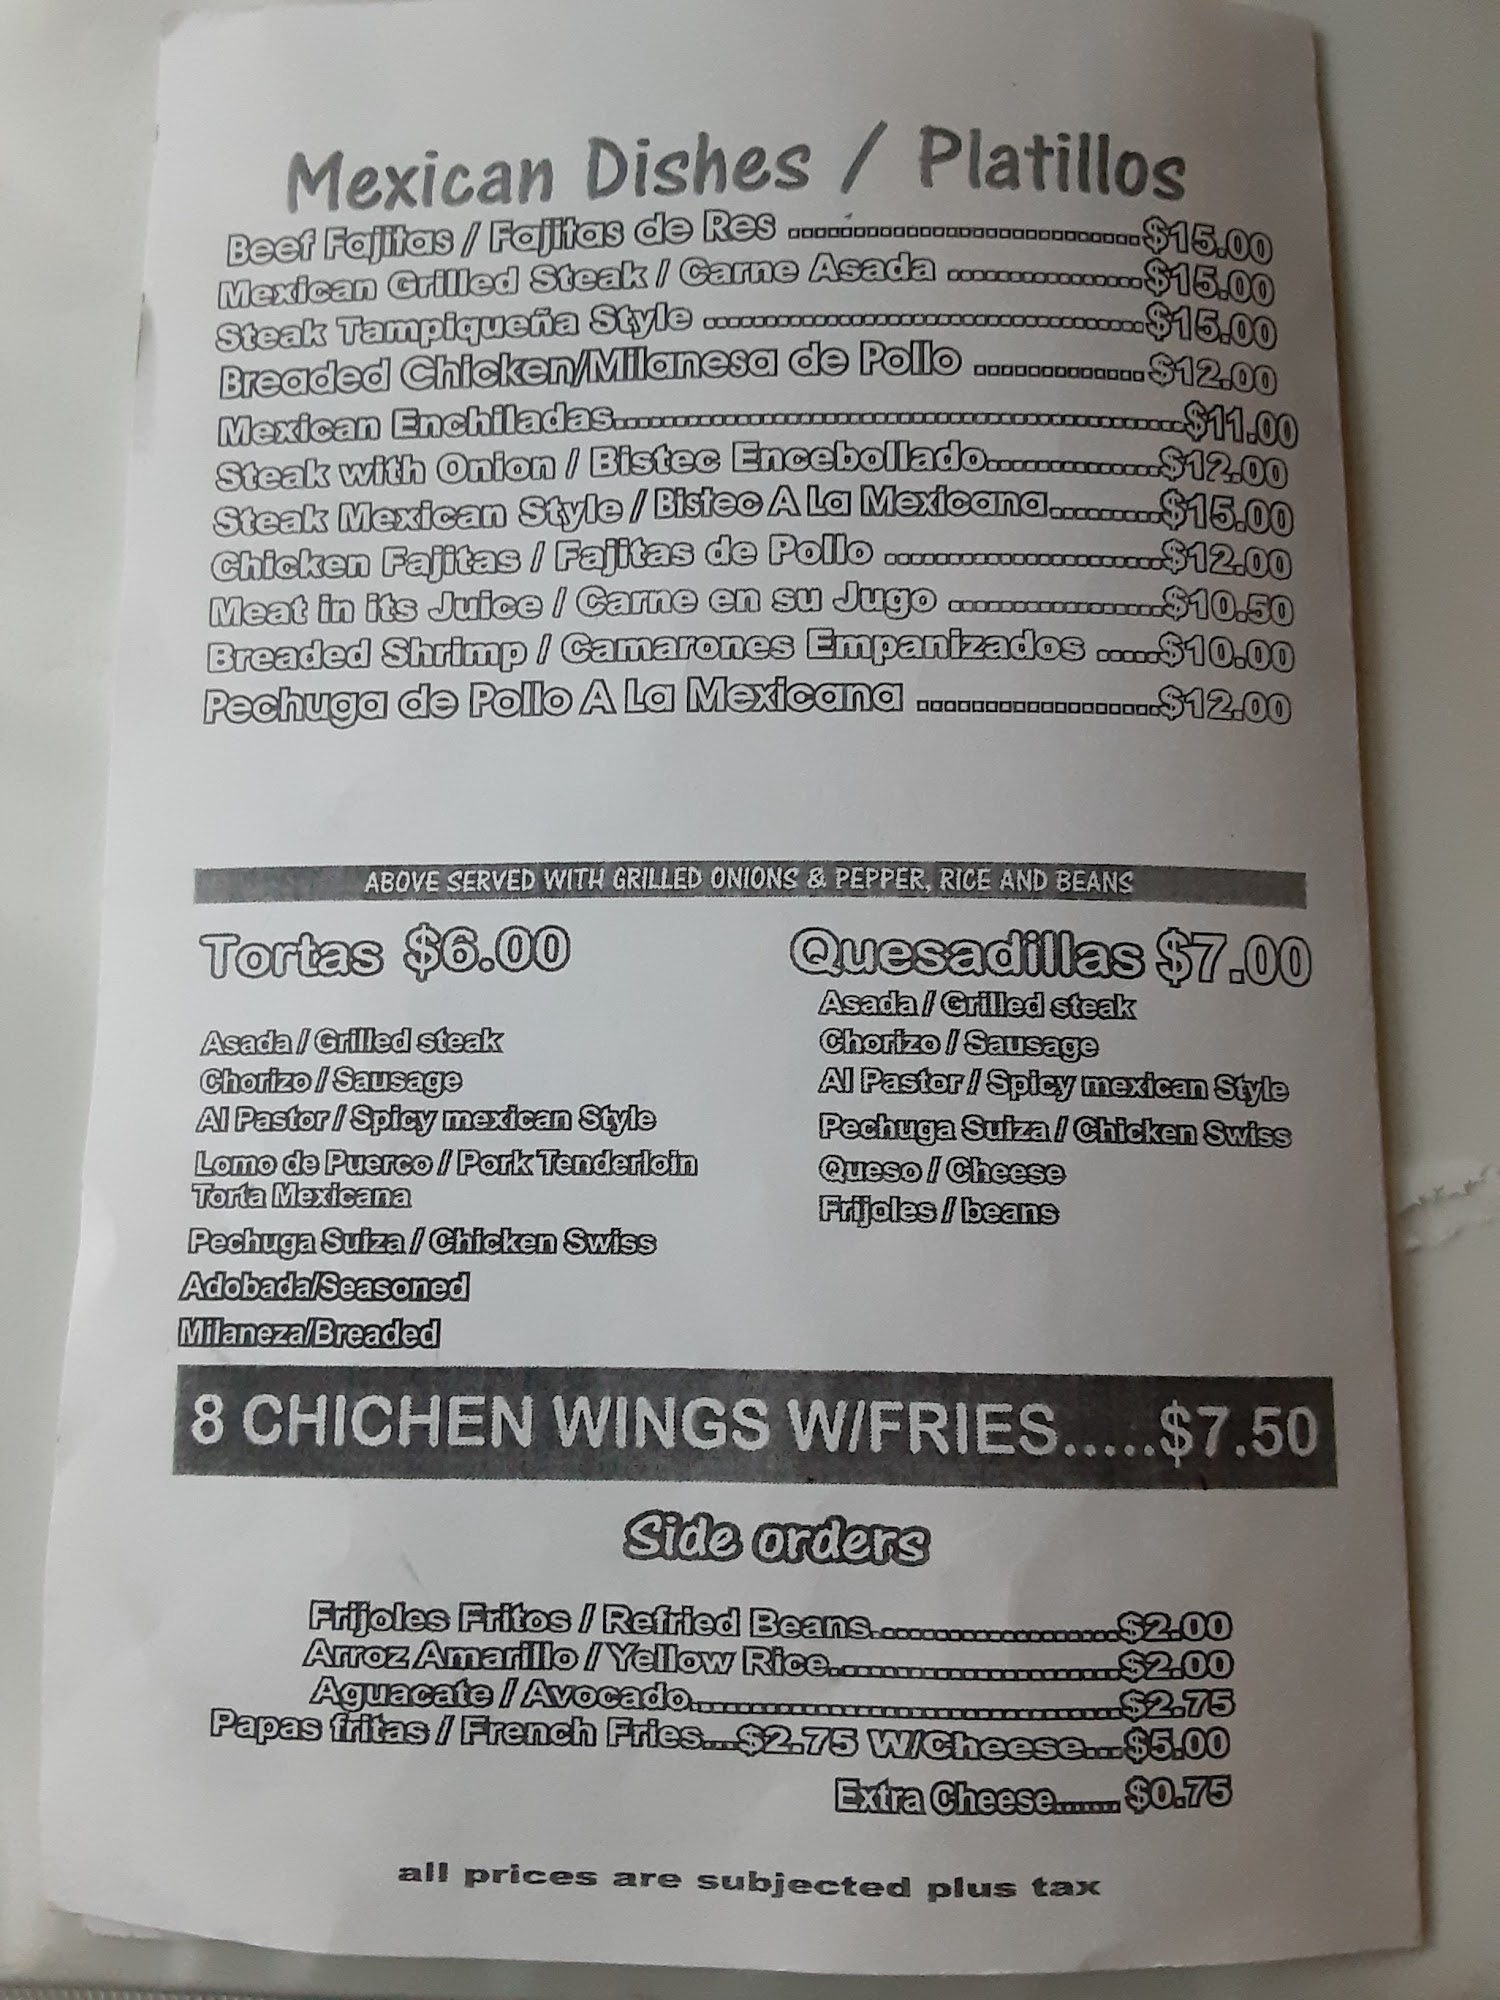 Mexican Dishes / Platillos
Beef Fajitas / Fajitas de Res ........................................$15.00
Mexican Grilled Steak / Carne Asada ....................$15.00
Steak Tampiqueña Style ..............................................$15.00
Breaded Chicken/Milanesa de Pollo ..................$12.00
Mexican Enchiladas..........................................................$11.00
Steak with Onion / Bistec Encebollado..................$12.00
Steak Mexican Style / Bistec A La Mexicana............$15.00
Chicken Fajitas / Fajitas de Pollo ............................$12.00
Meat in its Juice / Carne en su Jugo ......................$10.50
Breaded Shrimp / Camarones Empanizados ......$10.00
Pechuga de Pollo A La Mexicana .........................$12.00
ABOVE SERVED WITH GRILLED ONIONS & PEPPER, RICE AND BEANS
Tortas $6.00
Asada / Grilled steak
Chorizo / Sausage
Al Pastor / Spicy mexican Style
Lomo de Puerco / Pork Tenderloin
Torta Mexicana
Pechuga Suiza / Chicken Swiss
Adobada/Seasoned
Milaneza/Breaded
Quesadillas $7.00
Asada / Grilled steak
Chorizo / Sausage
Al Pastor / Spicy mexican Style
Pechuga Suiza / Chicken Swiss
Queso / Cheese
Frijoles / beans
8 CHICHEN WINGS W/FRIES.....$7.50
Side orders
Frijoles Fritos / Refried Beans..........................$2.00
Arroz Amarillo / Yellow Rice..............................$2.00
Aguacate / Avocado............................................$2.75
Papas fritas / French Fries....$2.75 W/Cheese....$5.00
Extra Cheese........ $0.75
all prices are subjected plus tax